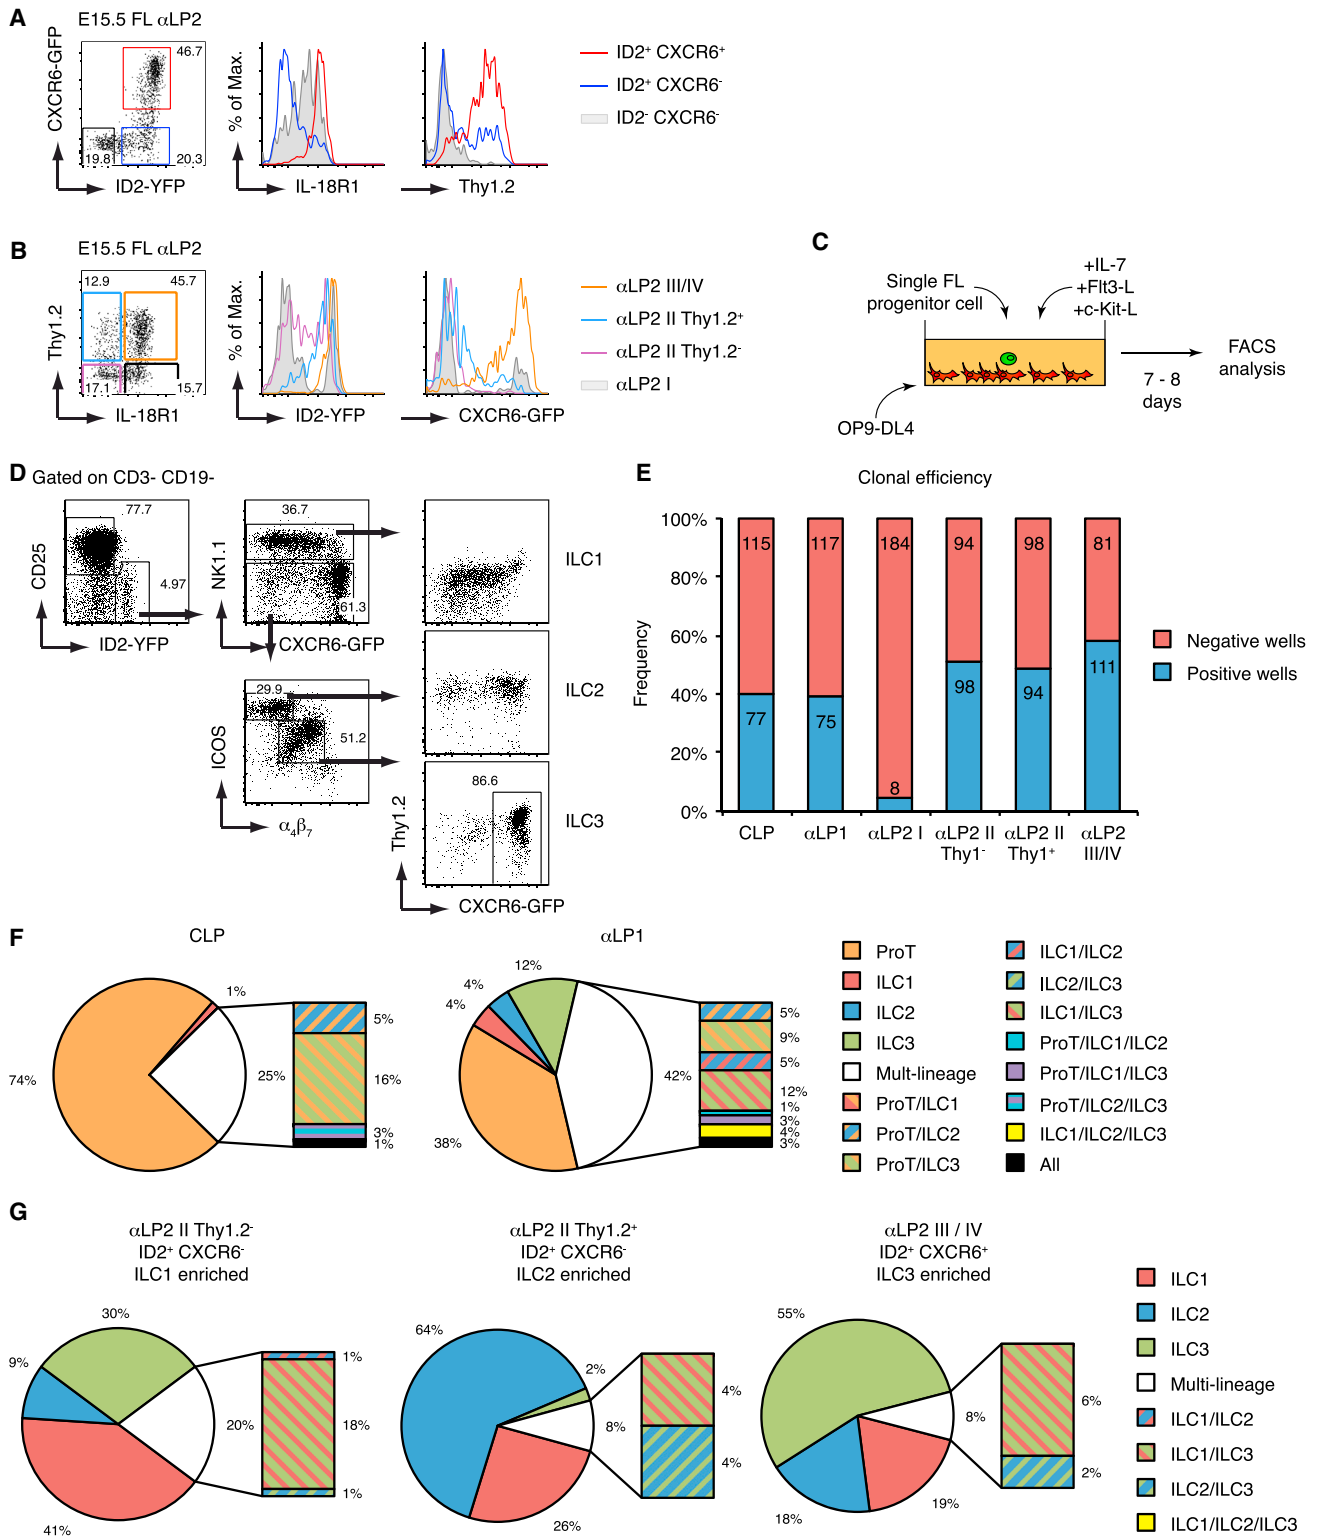 A
E15.5 FL αLP2
CXCR6-GFP
46.7
19.8
20.3
ID2-YFP
% of Max.
IL-18R1
Thy1.2
ID2⁺ CXCR6⁺
ID2⁺ CXCR6⁻
ID2⁻ CXCR6⁻
B
E15.5 FL αLP2
Thy1.2
12.9
45.7
17.1
15.7
IL-18R1
% of Max.
ID2-YFP
CXCR6-GFP
αLP2 III/IV
αLP2 II Thy1.2⁺
αLP2 II Thy1.2⁻
αLP2 I
C
Single FL
progenitor cell
+IL-7
+Flt3-L
+c-Kit-L
OP9-DL4
7 - 8
days
FACS
analysis
D
Gated on CD3- CD19-
CD25
77.7
4.97
ID2-YFP
NK1.1
36.7
61.3
CXCR6-GFP
ILC1
ICOS
29.9
51.2
α₄β₇
ILC2
Thy1.2
86.6
ILC3
CXCR6-GFP
E
Clonal efficiency
Frequency
100%
80%
60%
40%
20%
0%
115
117
184
94
98
81
77
75
8
98
94
111
CLP
αLP1
αLP2 I
αLP2 II
Thy1⁻
αLP2 II
Thy1⁺
αLP2
III/IV
Negative wells
Positive wells
F
CLP
74%
1%
25%
5%
16%
3%
1%
αLP1
38%
4%
4%
12%
42%
5%
9%
5%
12%
1%
3%
4%
3%
ProT
ILC1
ILC2
ILC3
Mult-lineage
ProT/ILC1
ProT/ILC2
ProT/ILC3
ILC1/ILC2
ILC2/ILC3
ILC1/ILC3
ProT/ILC1/ILC2
ProT/ILC1/ILC3
ProT/ILC2/ILC3
ILC1/ILC2/ILC3
All
G
αLP2 II Thy1.2⁻
ID2⁺ CXCR6⁻
ILC1 enriched
30%
9%
41%
20%
1%
18%
1%
αLP2 II Thy1.2⁺
ID2⁺ CXCR6⁻
ILC2 enriched
64%
2%
8%
26%
4%
4%
αLP2 III / IV
ID2⁺ CXCR6⁺
ILC3 enriched
55%
8%
18%
19%
6%
2%
ILC1
ILC2
ILC3
Multi-lineage
ILC1/ILC2
ILC1/ILC3
ILC2/ILC3
ILC1/ILC2/ILC3